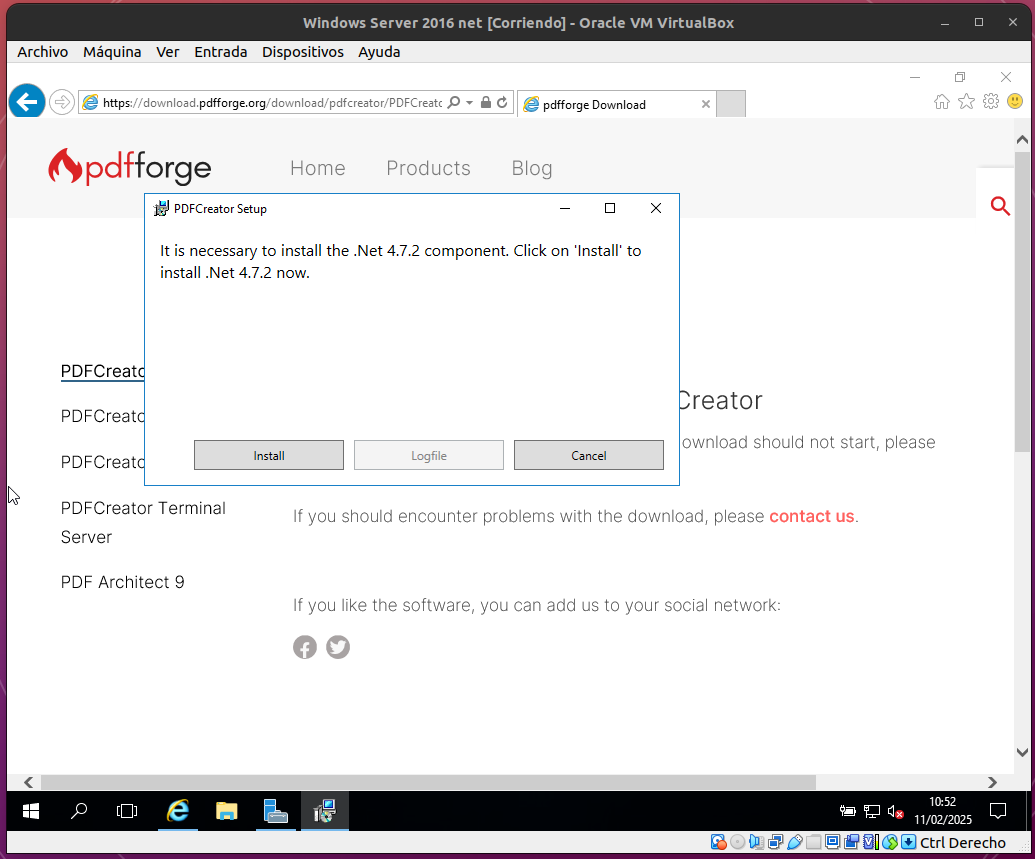 Windows Server 2016 net [Corriendo] - Oracle VM VirtualBox
Archivo Máquina Ver Entrada Dispositivos Ayuda
https://download.pdfforge.org/download/pdfcreator/PDFCreatc
pdfforge Download
pdfforge
Home Products Blog
PDFCreator Setup
It is necessary to install the .Net 4.7.2 component. Click on 'Install' to
install .Net 4.7.2 now.
Install Logfile Cancel
PDFCreato
Creator
PDFCreato
ownload should not start, please
PDFCreato
PDFCreator Terminal
Server
If you should encounter problems with the download, please contact us.
PDF Architect 9
If you like the software, you can add us to your social network:
10:52
11/02/2025
Ctrl Derecho